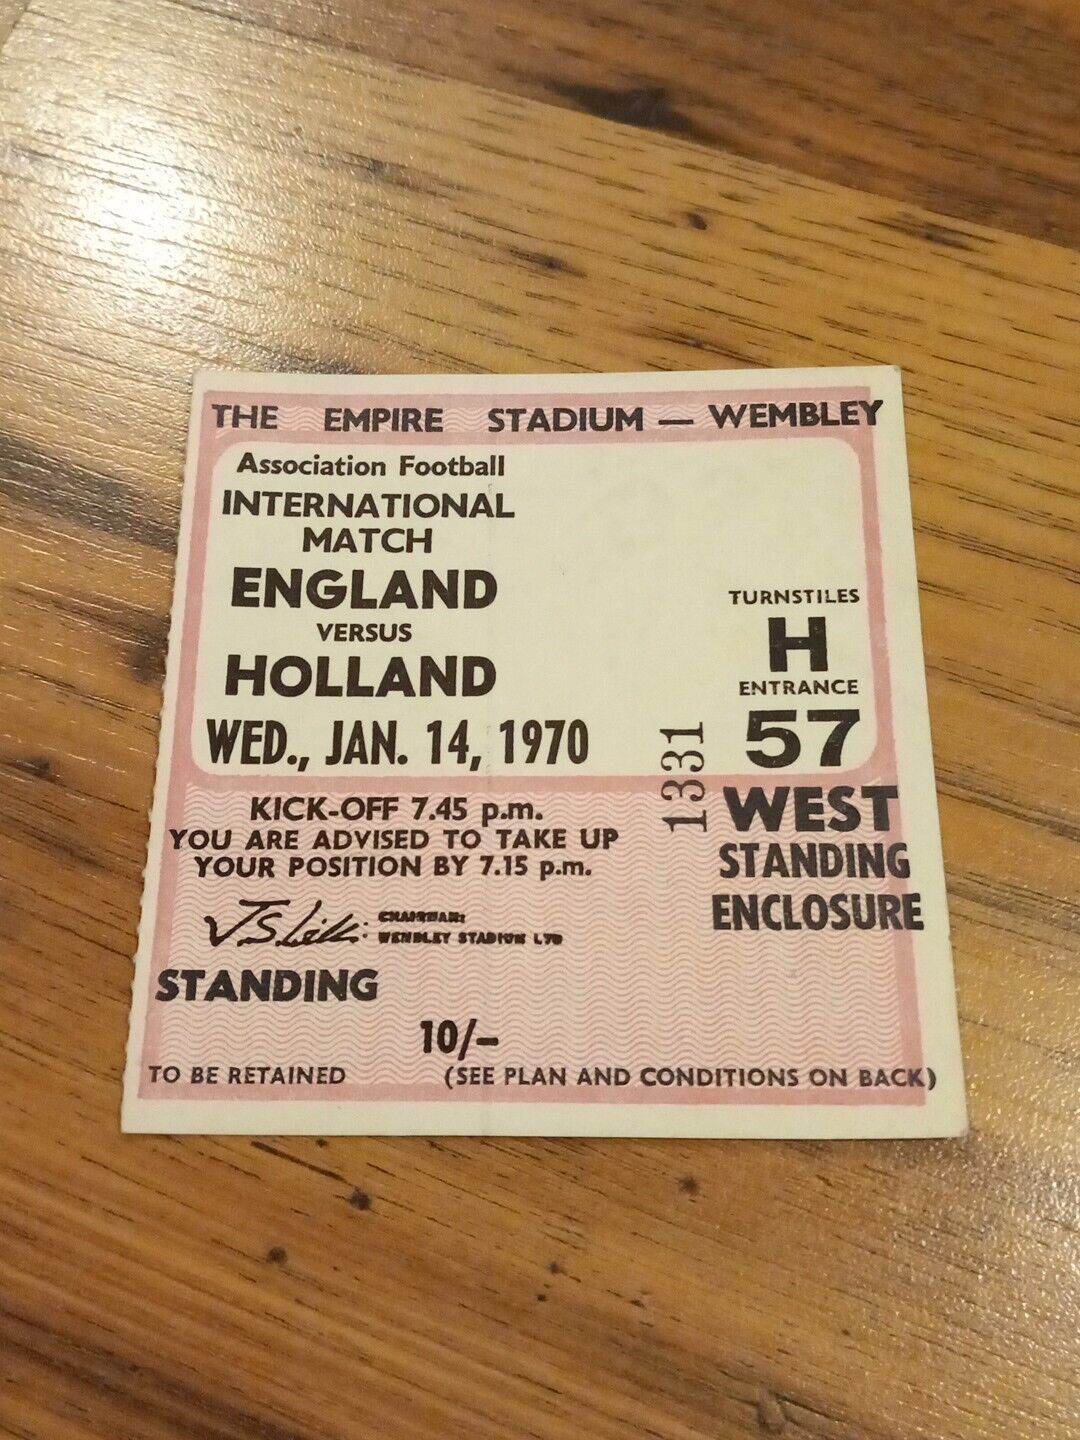 THE EMPIRE STADIUM — WEMBLEY
Association Football
INTERNATIONAL
MATCH
ENGLAND
VERSUS
HOLLAND
WED., JAN. 14, 1970
TURNSTILES
H
ENTRANCE
57
1331
WEST
STANDING
ENCLOSURE
KICK-OFF 7.45 p.m.
YOU ARE ADVISED TO TAKE UP
YOUR POSITION BY 7.15 p.m.
CHAIRMAN:
WEMBLEY STADIUM LTD
STANDING
10/-
TO BE RETAINED (SEE PLAN AND CONDITIONS ON BACK)